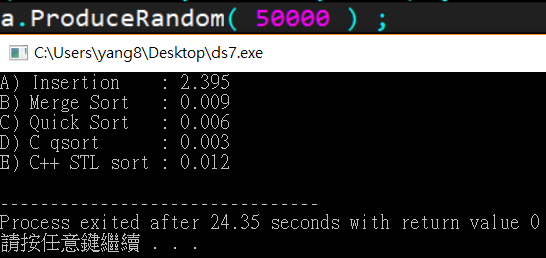 a.ProduceRandom( 50000 ) ;
C:\Users\yang8\Desktop\ds7.exe
A) Insertion    : 2.395
B) Merge Sort   : 0.009
C) Quick Sort   : 0.006
D) C qsort      : 0.003
E) C++ STL sort : 0.012
--------------------------------
Process exited after 24.35 seconds with return value 0
請按任意鍵繼續 . . .